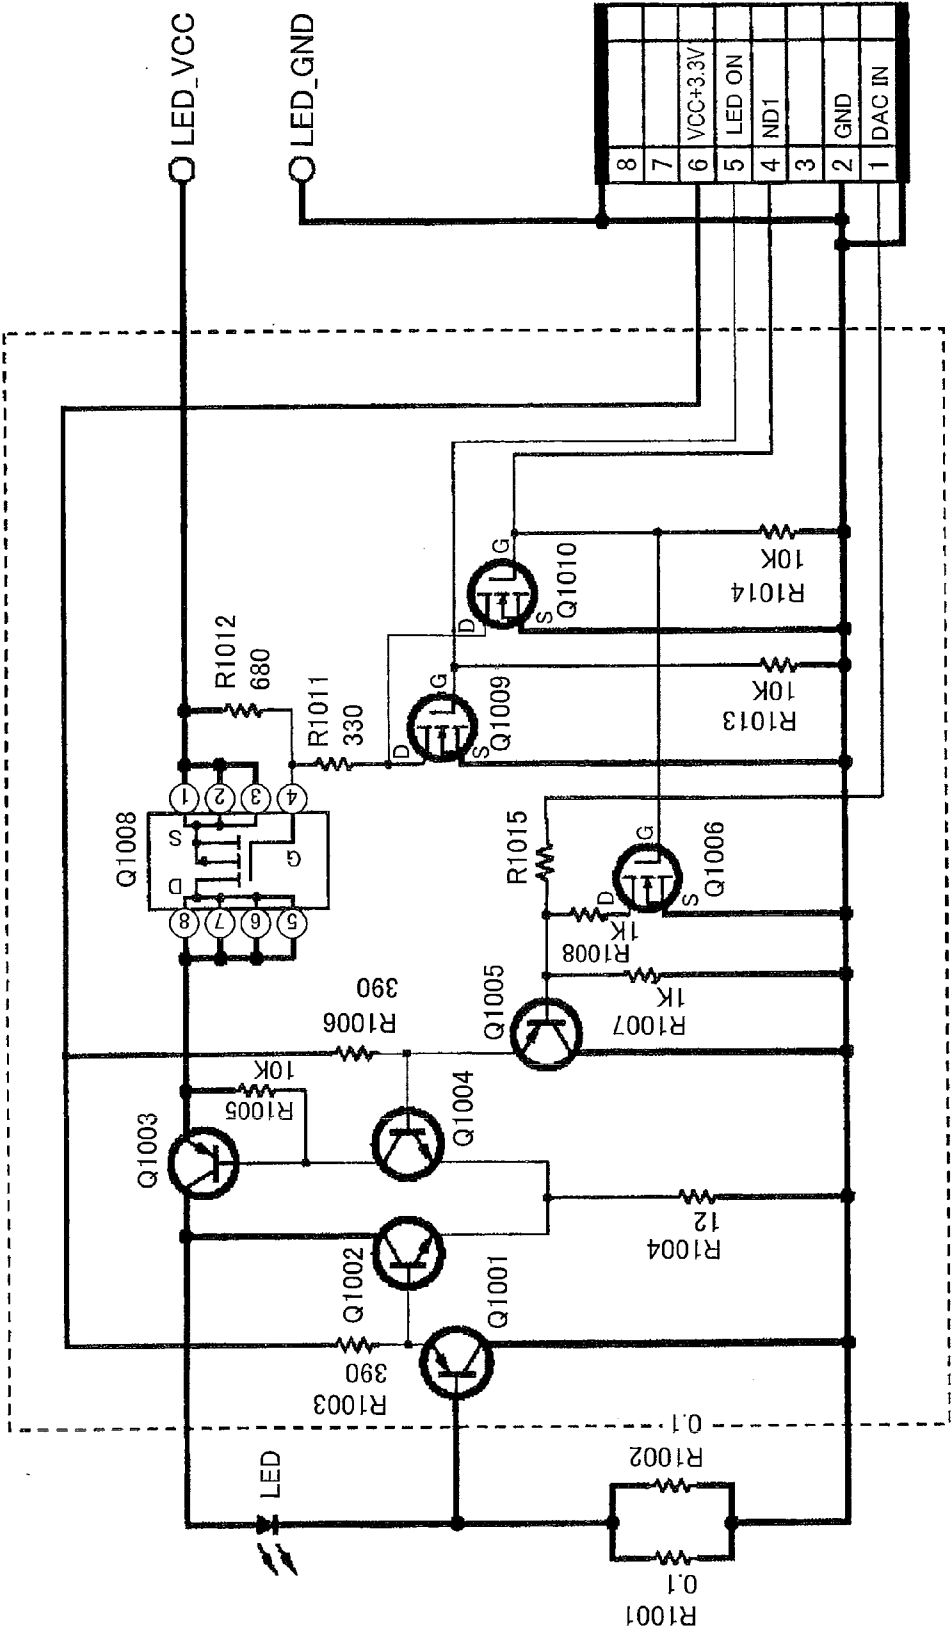 LED_VCC
LED_GND
8
7
6 VCC+3.3V
5 LED ON
4 ND1
3
2 GND
1 DAC IN
R1012
680
R1011
330
Q1008
1
2
3
4
S
D
G
8
7
6
5
G
D
S
Q1010
G
D
S
Q1009
10K
R1014
10K
R1013
R1015
G
D
S
Q1006
1K
R1008
1K
R1007
Q1005
390
R1006
10K
R1005
Q1003
Q1004
12
R1004
Q1002
Q1001
390
R1003
LED
0.1
R1002
0.1
R1001